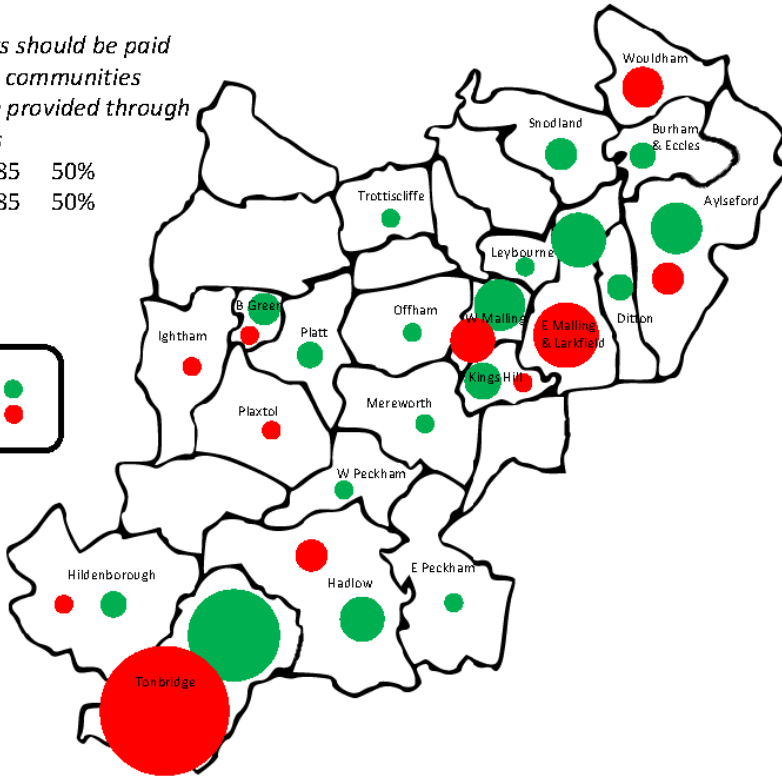 s should be paid
communities
provided through
85 50%
85 50%
Wouldham
Snodland
Burham
& Eccles
Trottiscliffe
Aylseford
Leybourne
B Green
Offham
W Malling
Ditton
Ightham
Platt
E Malling
& Larkfield
Kings Hill
Plaxtol
Mereworth
W Peckham
Hildenborough
E Peckham
Hadlow
Tonbridge